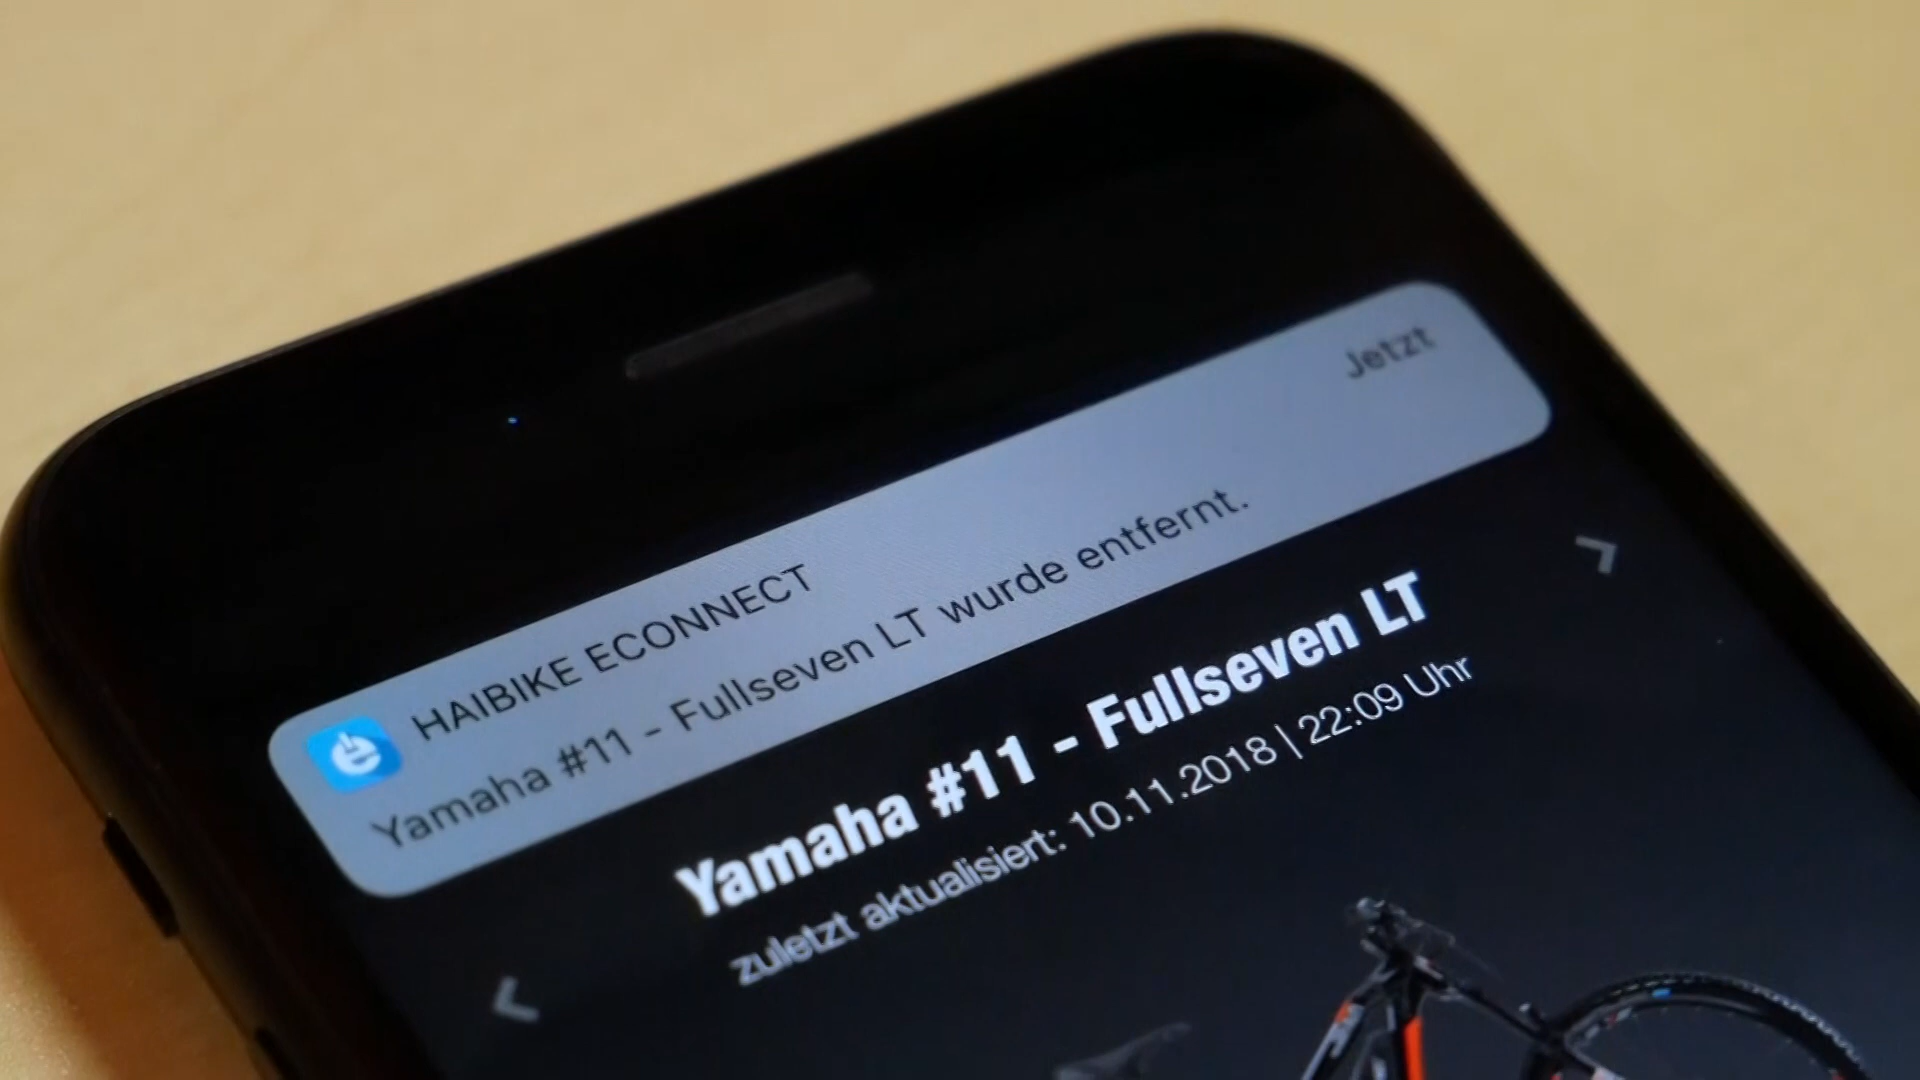 HAIBIKE ECONNECT
Jetzt
Yamaha #11 - Fullseven LT wurde entfernt.
Yamaha #11 - Fullseven LT
zuletzt aktualisiert: 10.11.2018 | 22:09 Uhr